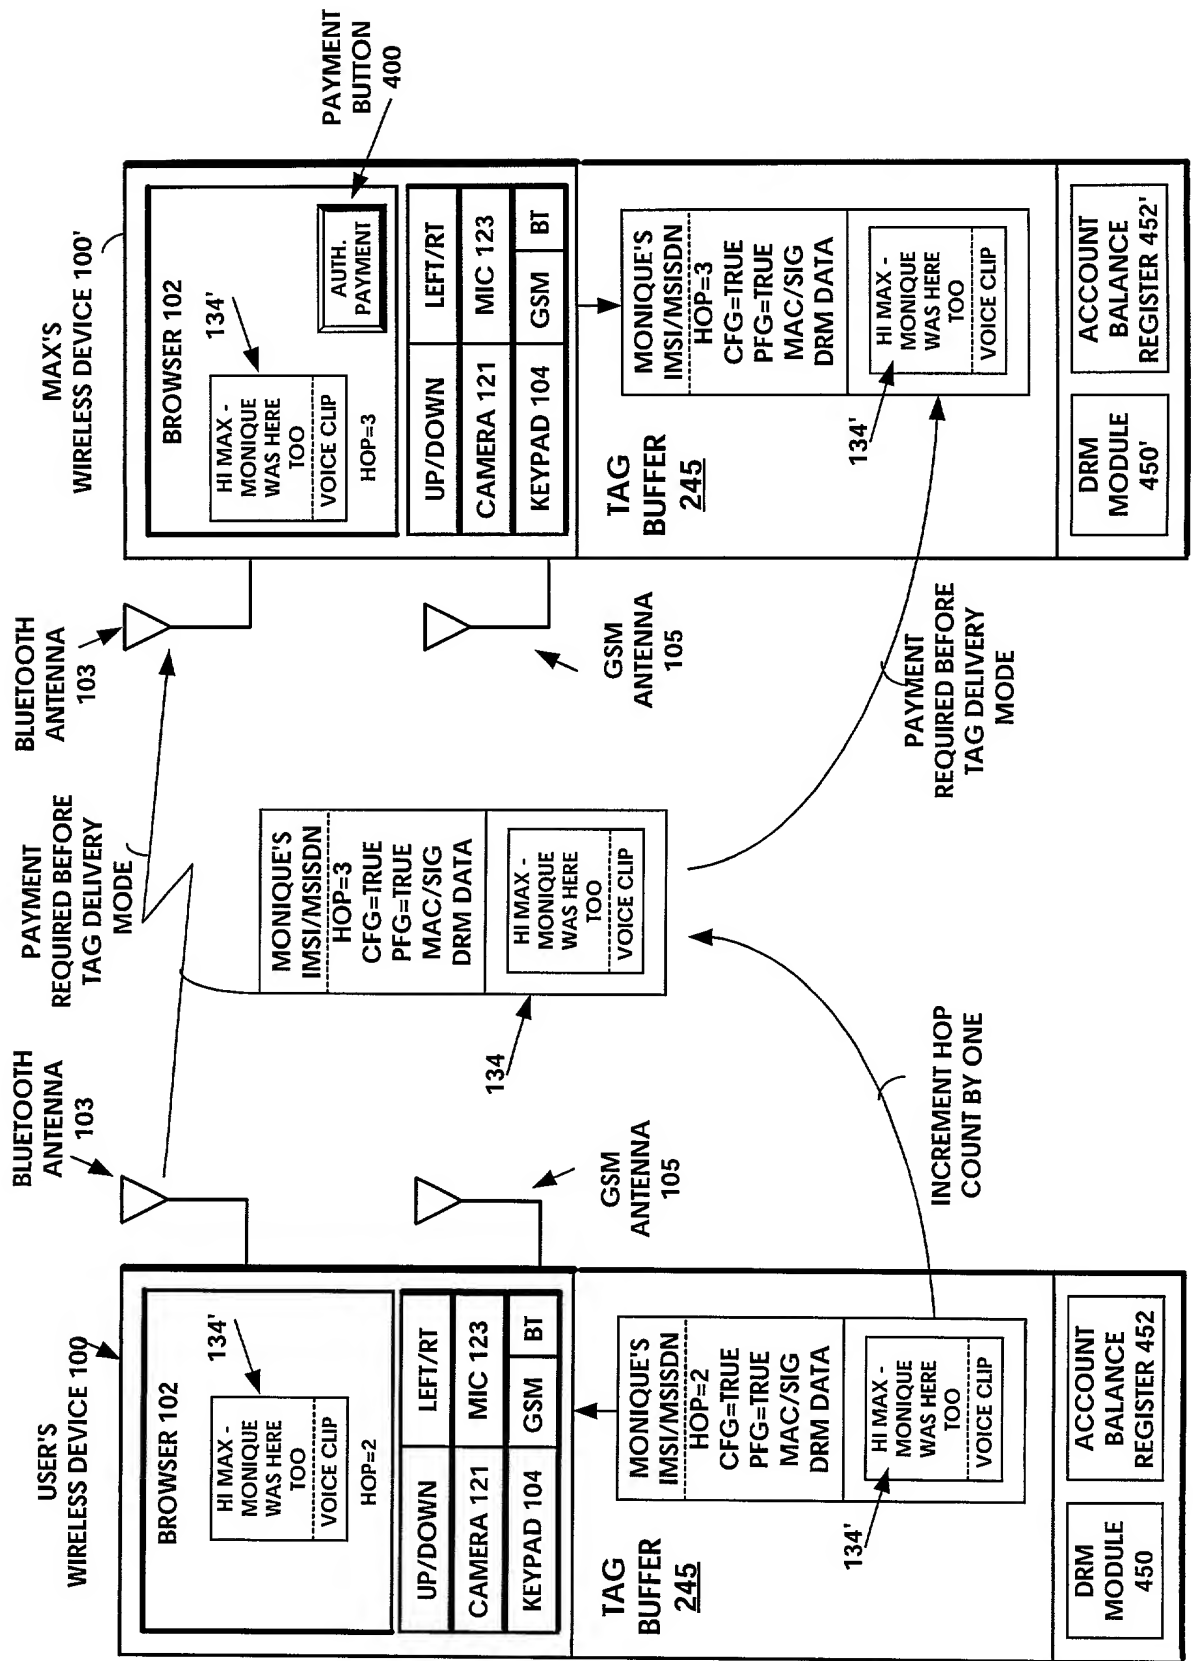 USER'S
WIRELESS DEVICE 100
BROWSER 102
134'
HI MAX -
MONIQUE
WAS HERE
TOO
VOICE CLIP
HOP=2
UP/DOWN
LEFT/RT
CAMERA 121
MIC 123
KEYPAD 104
GSM
BT
TAG
BUFFER
245
MONIQUE'S
IMSI/MSISDN
HOP=2
CFG=TRUE
PFG=TRUE
MAC/SIG
DRM DATA
134'
HI MAX -
MONIQUE
WAS HERE
TOO
VOICE CLIP
DRM
MODULE
450
ACCOUNT
BALANCE
REGISTER 452
BLUETOOTH
ANTENNA
103
GSM
ANTENNA
105
INCREMENT HOP
COUNT BY ONE
PAYMENT
REQUIRED BEFORE
TAG DELIVERY
MODE
MONIQUE'S
IMSI/MSISDN
HOP=3
CFG=TRUE
PFG=TRUE
MAC/SIG
DRM DATA
134
HI MAX -
MONIQUE
WAS HERE
TOO
VOICE CLIP
BLUETOOTH
ANTENNA
103
GSM
ANTENNA
105
PAYMENT
REQUIRED BEFORE
TAG DELIVERY
MODE
MAX'S
WIRELESS DEVICE 100'
BROWSER 102
134'
HI MAX -
MONIQUE
WAS HERE
TOO
VOICE CLIP
HOP=3
AUTH.
PAYMENT
PAYMENT
BUTTON
400
UP/DOWN
LEFT/RT
CAMERA 121
MIC 123
KEYPAD 104
GSM
BT
TAG
BUFFER
245
MONIQUE'S
IMSI/MSISDN
HOP=3
CFG=TRUE
PFG=TRUE
MAC/SIG
DRM DATA
134'
HI MAX -
MONIQUE
WAS HERE
TOO
VOICE CLIP
DRM
MODULE
450'
ACCOUNT
BALANCE
REGISTER 452'